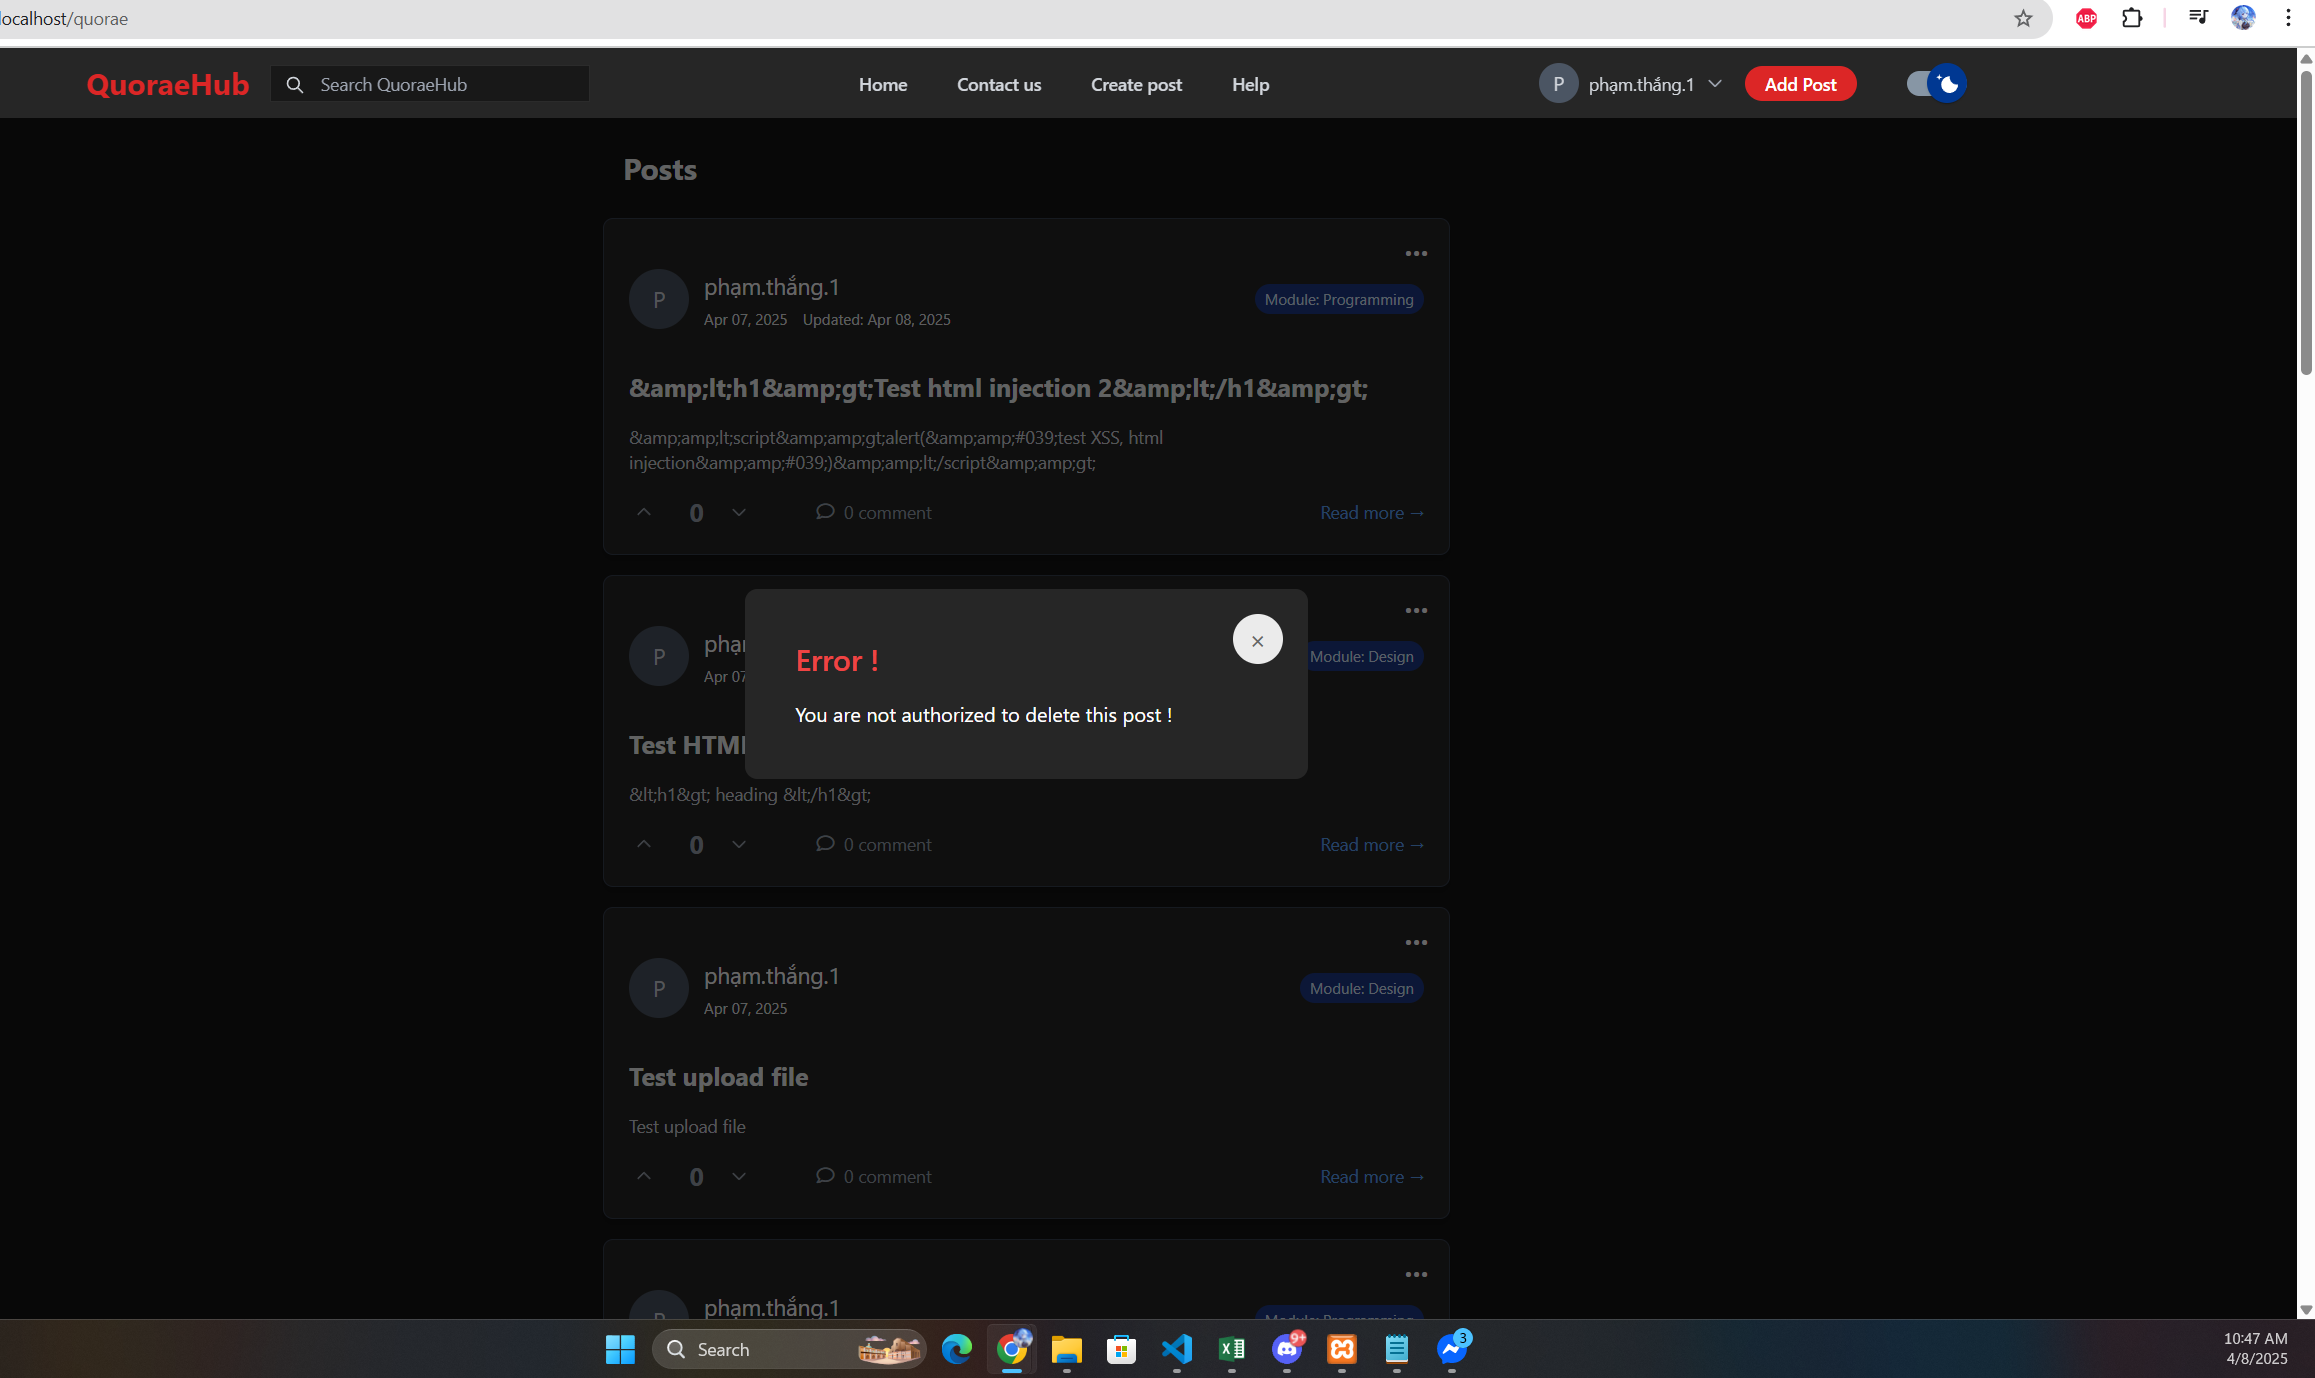 localhost/quorae
ABP
QuoraeHub
Search QuoraeHub
Home
Contact us
Create post
Help
P
phạm.thắng.1
Add Post
Posts
P
phạm.thắng.1
Apr 07, 2025 Updated: Apr 08, 2025
Module: Programming
&amp;lt;h1&amp;gt;Test html injection 2&amp;lt;/h1&amp;gt;
&amp;amp;lt;script&amp;amp;gt;alert(&amp;amp;#039;test XSS, html
injection&amp;amp;#039;)&amp;amp;lt;/script&amp;amp;gt;
0
0 comment
Read more →
P
Module: Design
Error !
You are not authorized to delete this post !
×
Apr 07
Test HTM
&lt;h1&gt; heading &lt;/h1&gt;
0
0 comment
Read more →
P
phạm.thắng.1
Apr 07, 2025
Module: Design
Test upload file
Test upload file
0
0 comment
Read more →
P
phạm.thắng.1
Module: Programming
Search
9+
3
10:47 AM
4/8/2025